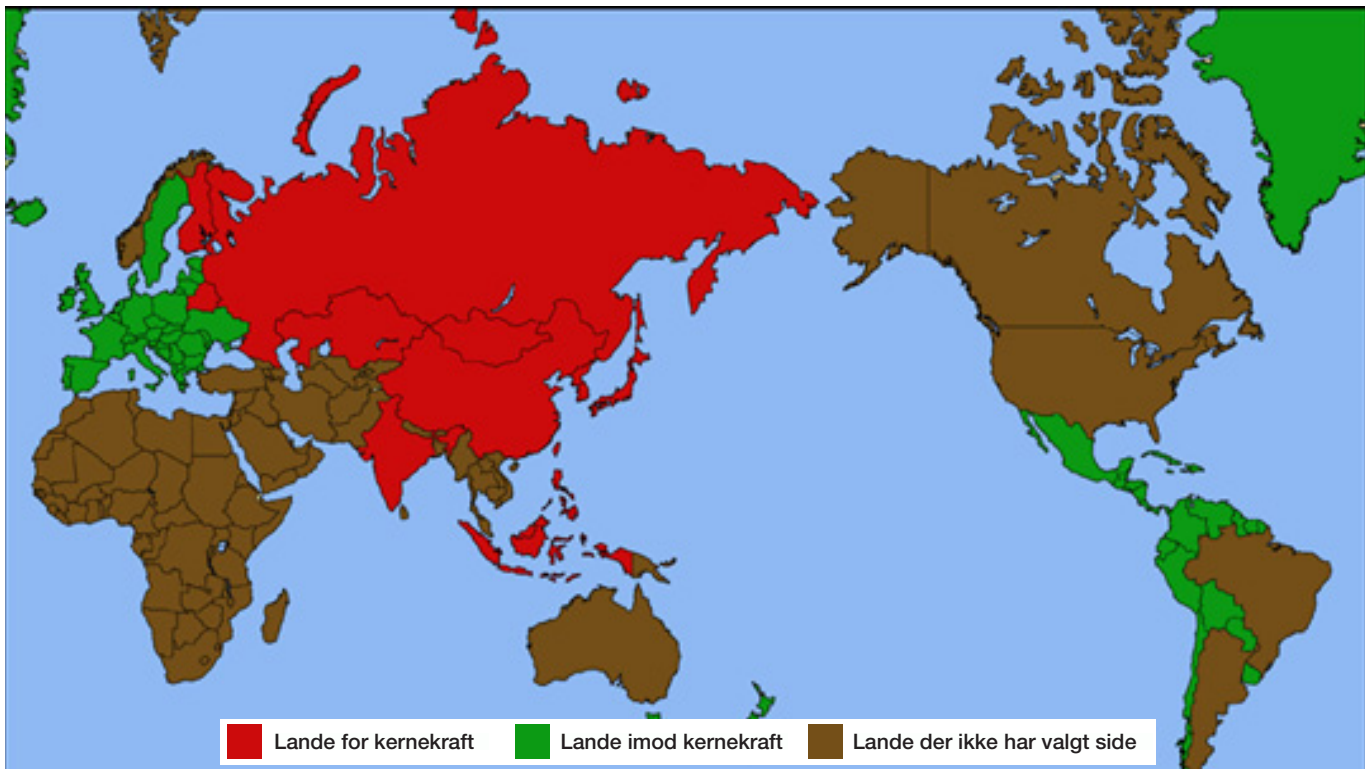 Lande for kernekraft
Lande imod kernekraft
Lande der ikke har valgt side